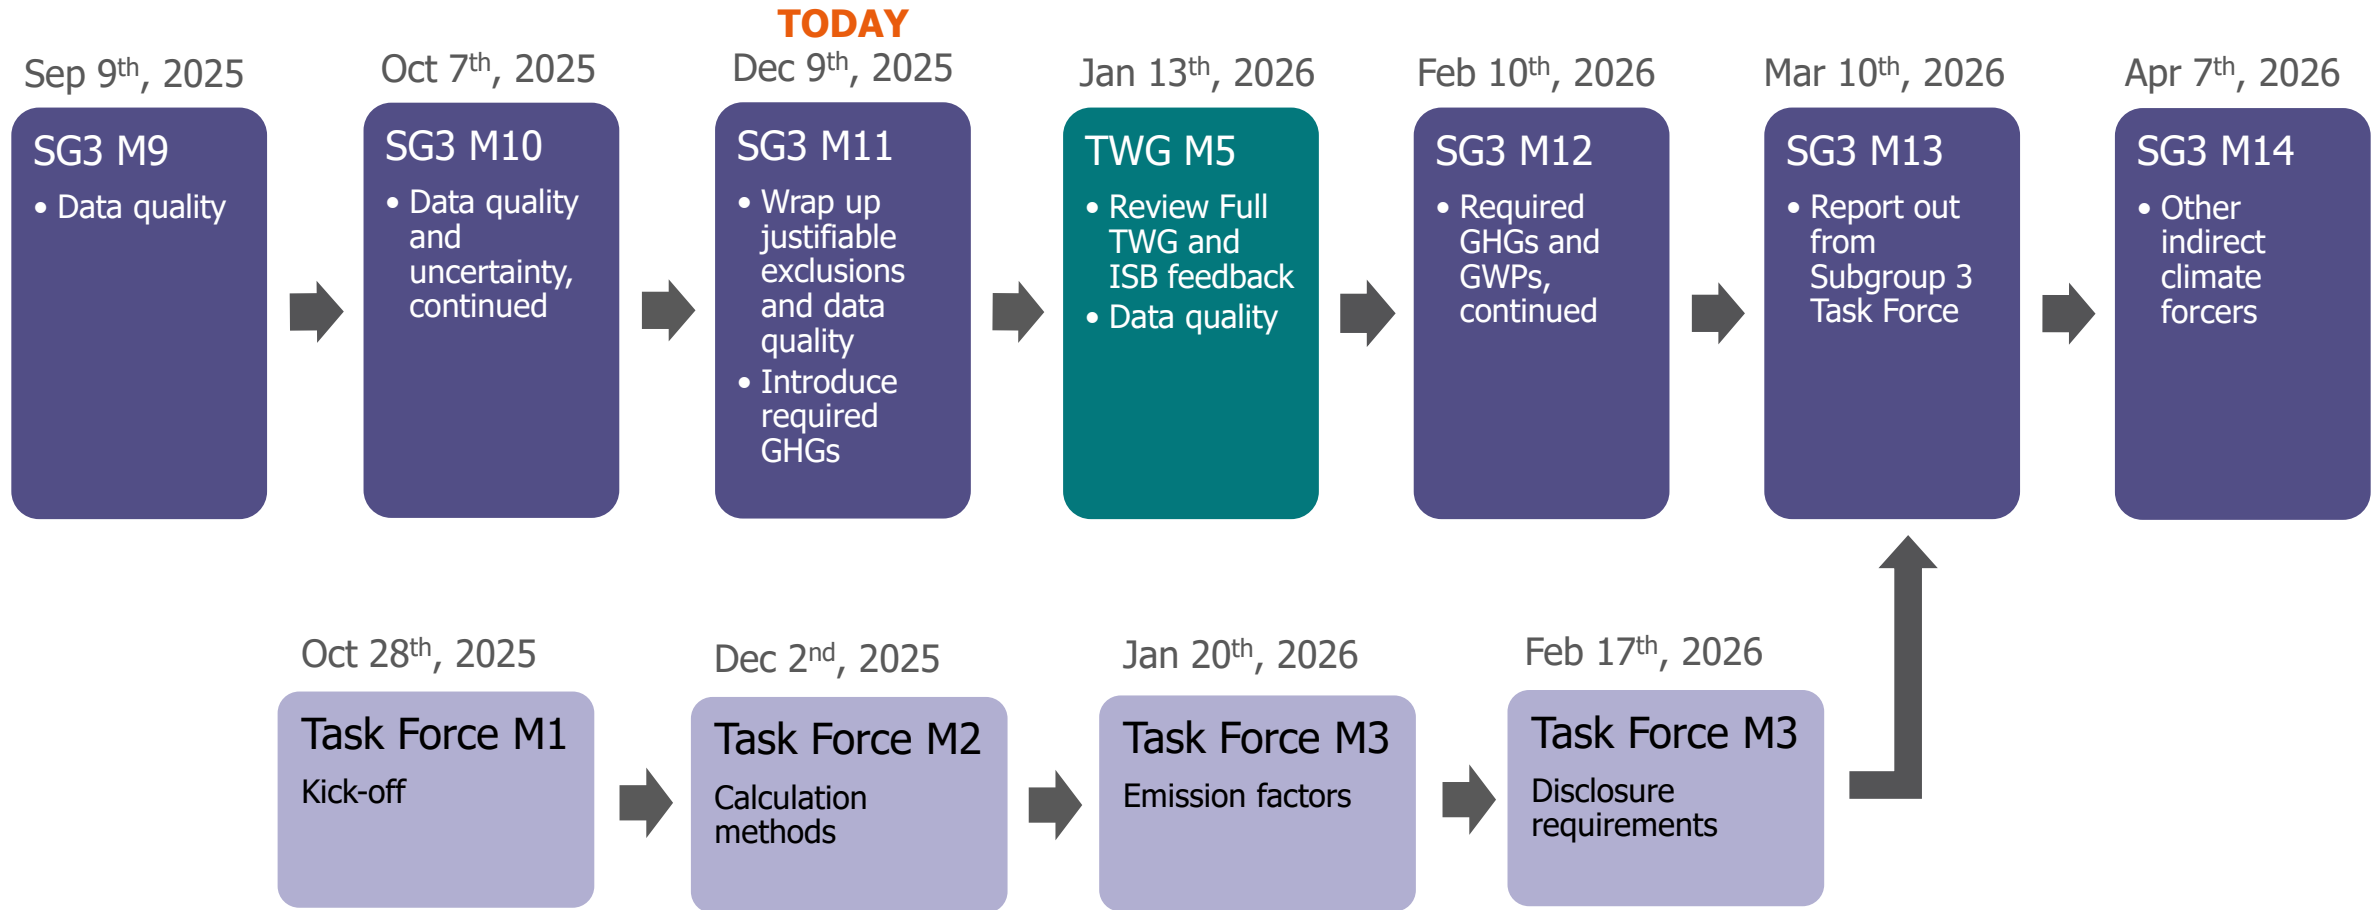 TODAY
Sep 9th, 2025
Oct 7th, 2025
Dec 9th, 2025
Jan 13th, 2026
Feb 10th, 2026
Mar 10th, 2026
Apr 7th, 2026
SG3 M9
• Data quality
SG3 M10
• Data quality
and
uncertainty,
continued
SG3 M11
• Wrap up
justifiable
exclusions
and data
quality
• Introduce
required
GHGs
TWG M5
• Review Full
TWG and
ISB feedback
• Data quality
SG3 M12
• Required
GHGs and
GWPs,
continued
SG3 M13
• Report out
from
Subgroup 3
Task Force
SG3 M14
• Other
indirect
climate
forcers
Oct 28th, 2025
Dec 2nd, 2025
Jan 20th, 2026
Feb 17th, 2026
Task Force M1
Kick-off
Task Force M2
Calculation
methods
Task Force M3
Emission factors
Task Force M3
Disclosure
requirements